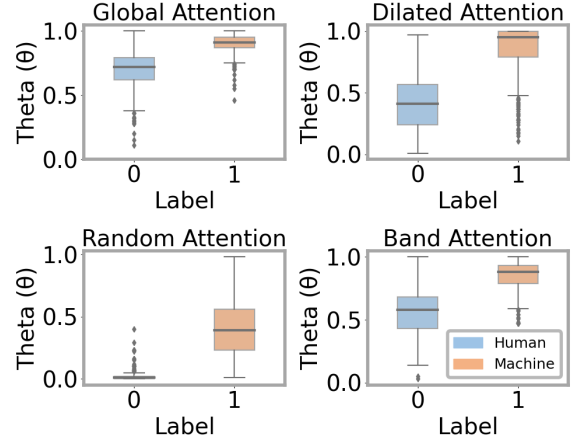 Global Attention
Theta (θ)
1.0
0.5
0.0
0 1
Label
Dilated Attention
Theta (θ)
1.0
0.5
0.0
0 1
Label
Random Attention
Theta (θ)
1.0
0.5
0.0
0 1
Label
Band Attention
Theta (θ)
1.0
0.5
0.0
0 1
Label
Human
Machine